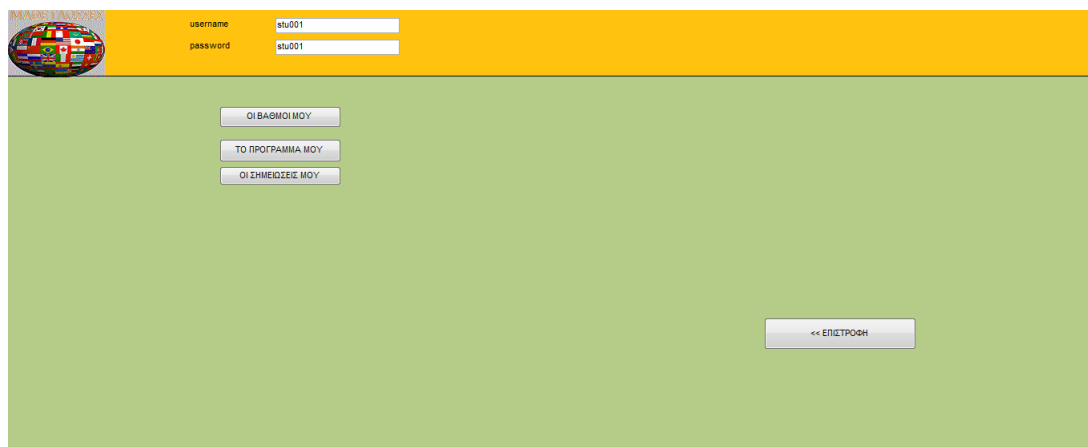 username stu001
password stu001
ΟΙ ΒΑΘΜΟΙ ΜΟΥ
ΤΟ ΠΡΟΓΡΑΜΜΑ ΜΟΥ
ΟΙ ΣΗΜΕΙΩΣΕΙΣ ΜΟΥ
<< ΕΠΙΣΤΡΟΦΗ